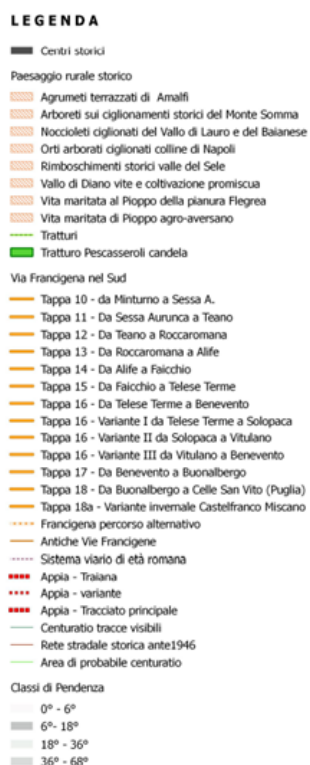 LEGENDA
Centri storici
Paesaggio rurale storico
Agrumeti terrazzati di Amalfi
Arboreti sui ciglionamenti storici del Monte Somma
Noccioleti ciglionati del Vallo di Lauro e del Baianese
Orti arborati ciglionati colline di Napoli
Rimboschimenti storici valle del Sele
Vallo di Diano vite e coltivazione promiscua
Vita maritata al Pioppo della pianura Flegrea
Vita maritata di Pioppo agro-aversano
Tratturi
Tratturo Pescasseroli candela
Via Francigena nel Sud
Tappa 10 - da Minturno a Sessa A.
Tappa 11 - Da Sessa Aurunca a Teano
Tappa 12 - Da Teano a Roccaromana
Tappa 13 - Da Roccaromana a Alife
Tappa 14 - Da Alife a Faicchio
Tappa 15 - Da Faicchio a Telese Terme
Tappa 16 - Da Telese Terme a Benevento
Tappa 16 - Variante I da Telese Terme a Solopaca
Tappa 16 - Variante II da Solopaca a Vitulano
Tappa 16 - Variante III da Vitulano a Benevento
Tappa 17 - Da Benevento a Buonalbergo
Tappa 18 - Da Buonalbergo a Celle San Vito (Puglia)
Tappa 18a - Variante invernale Castelfranco Miscano
Francigena percorso alternativo
Antiche Vie Francigene
Sistema viario di età romana
Appia - Traiana
Appia - variante
Appia - Tracciato principale
Centuriato tracce visibili
Rete stradale storica ante1946
Area di probabile centuriato
Classi di Pendenza
0° - 6°
6°- 18°
18° - 36°
36° - 68°